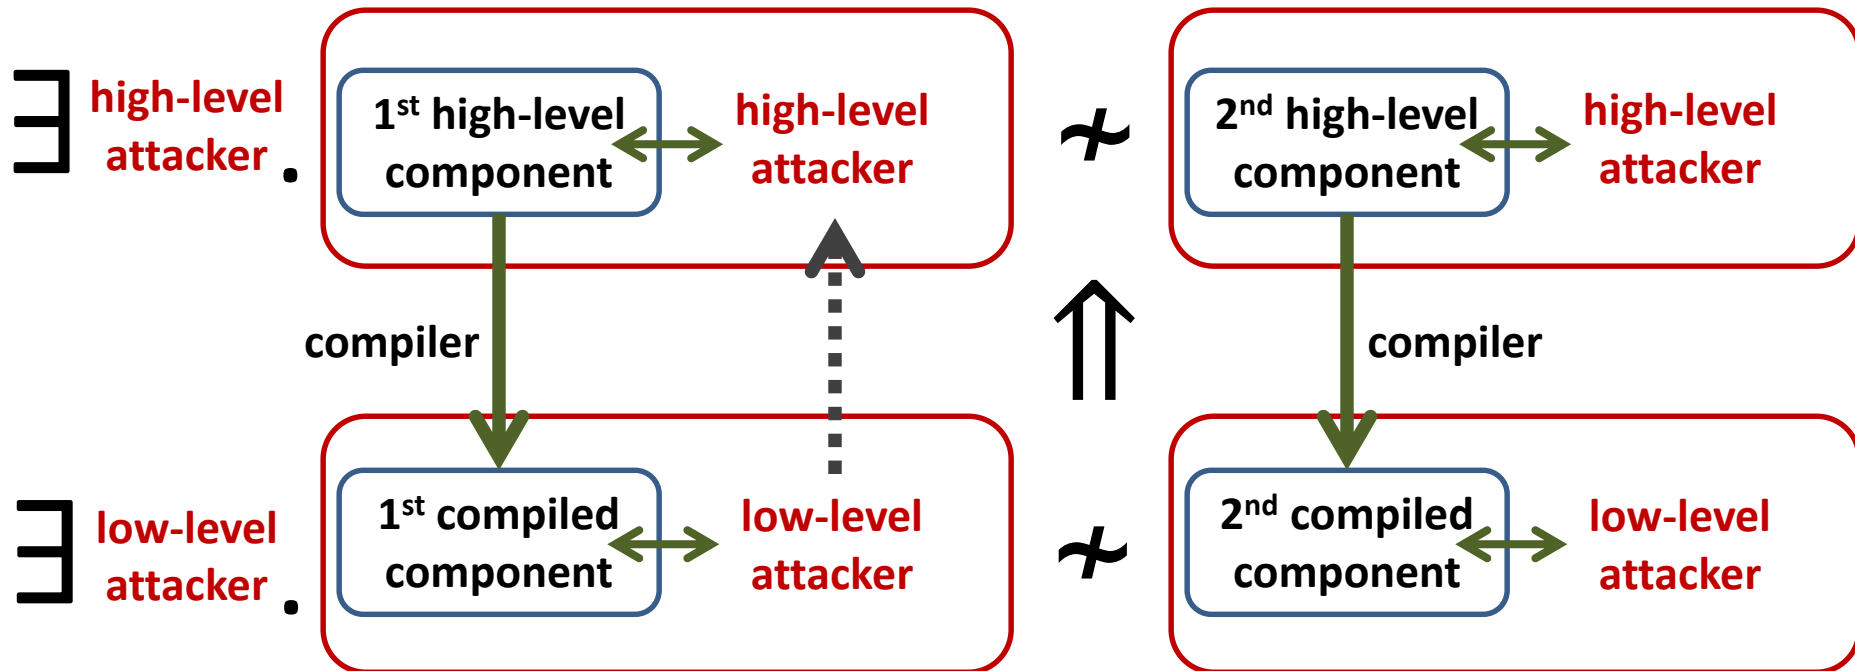 ∃ high-level attacker .
1st high-level component
high-level attacker
≁
2nd high-level component
high-level attacker
compiler
⇑
compiler
∃ low-level attacker .
1st compiled component
low-level attacker
≁
2nd compiled component
low-level attacker